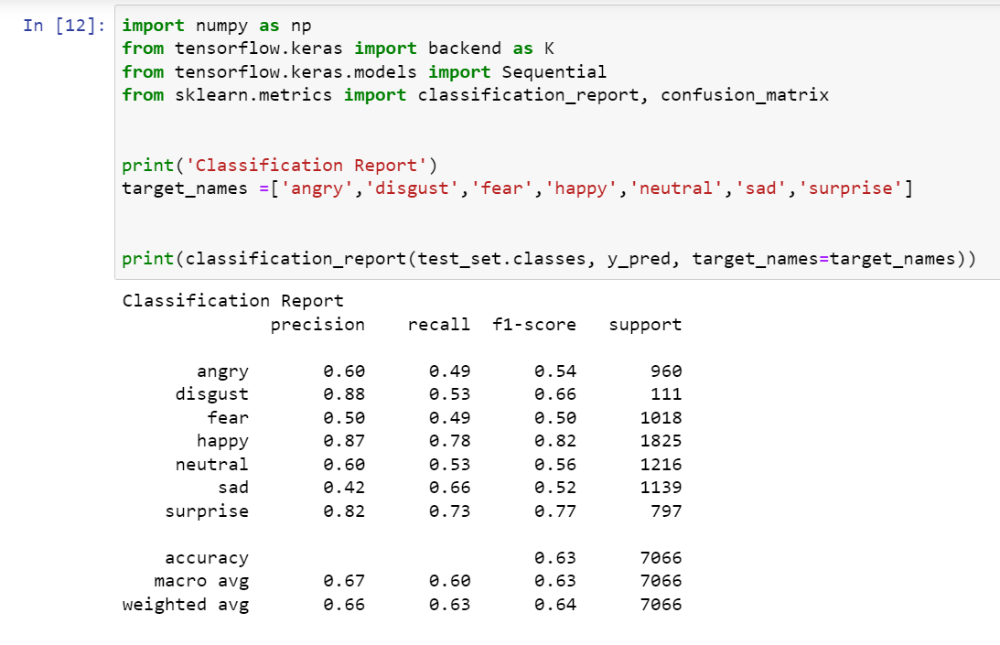 In [12]: import numpy as np
from tensorflow.keras import backend as K
from tensorflow.keras.models import Sequential
from sklearn.metrics import classification_report, confusion_matrix
print('Classification Report')
target_names =['angry','disgust','fear','happy','neutral','sad','surprise']
print(classification_report(test_set.classes, y_pred, target_names=target_names))
Classification Report
precision recall f1-score support
angry 0.60 0.49 0.54 960
disgust 0.88 0.53 0.66 111
fear 0.50 0.49 0.50 1018
happy 0.87 0.78 0.82 1825
neutral 0.60 0.53 0.56 1216
sad 0.42 0.66 0.52 1139
surprise 0.82 0.73 0.77 797
accuracy 0.63 7066
macro avg 0.67 0.60 0.63 7066
weighted avg 0.66 0.63 0.64 7066